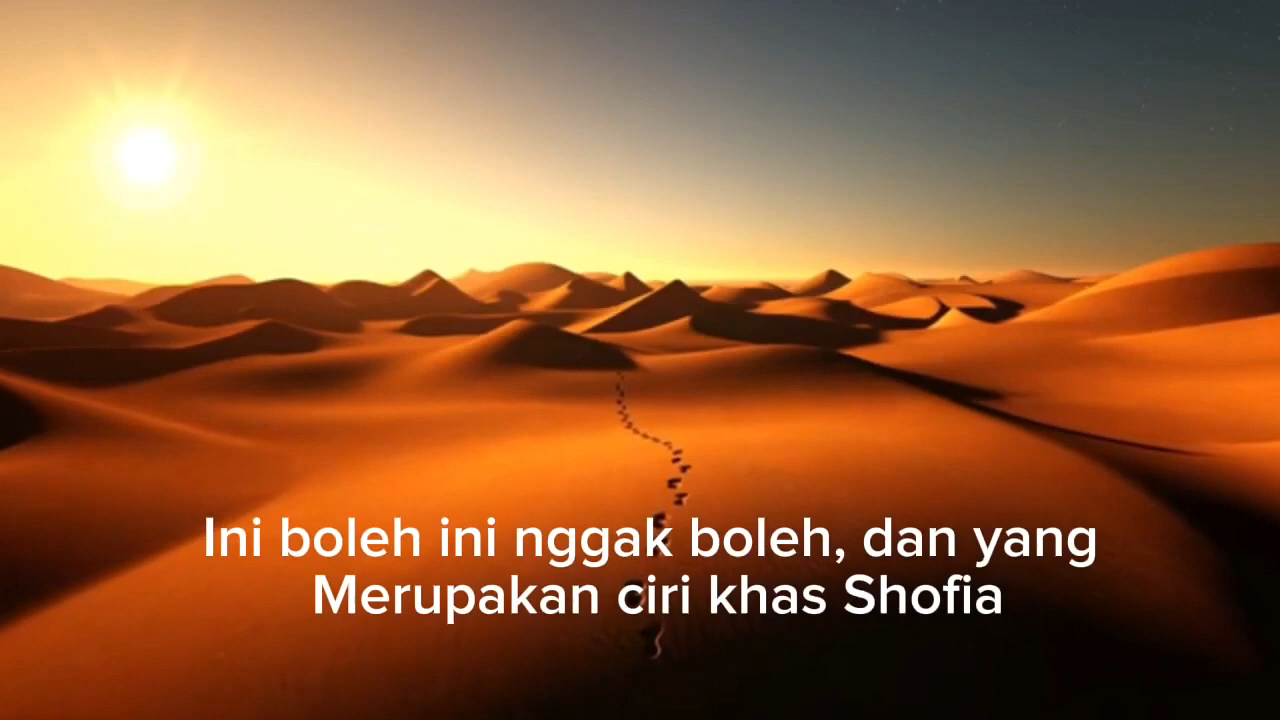 Ini boleh ini nggak boleh, dan yang
Merupakan ciri khas Shofia